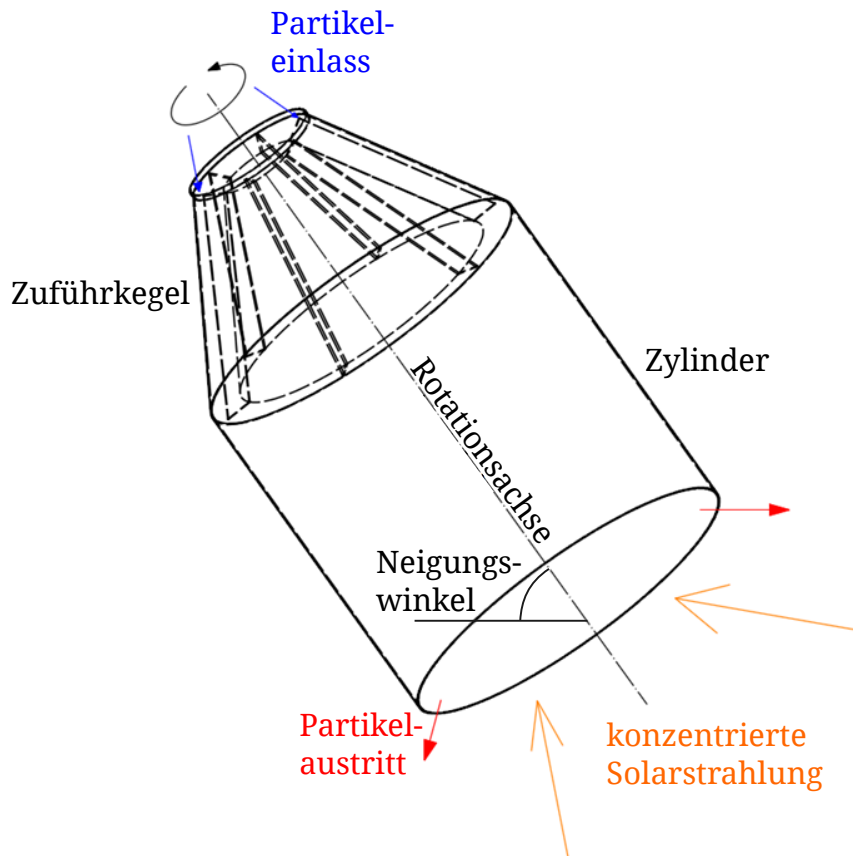 Partikel-
einlass
Zuführkegel
Zylinder
Rotationsachse
Neigungs-
winkel
Partikel-
austritt
konzentrierte
Solarstrahlung